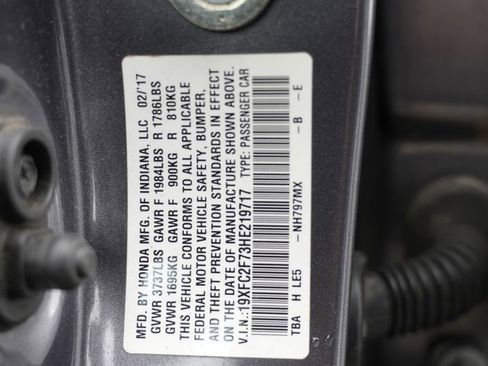 MFD. BY HONDA MFG. OF INDIANA, LLC 02/'17
GVWR 3737LBS GAWR F 1984LBS R 1786LBS
GVWR 1695KG GAWR F 900KG R 810KG
THIS VEHICLE CONFORMS TO ALL APPLICABLE
FEDERAL MOTOR VEHICLE SAFETY, BUMPER,
AND THEFT PREVENTION STANDARDS IN EFFECT
ON THE DATE OF MANUFACTURE SHOWN ABOVE.
V.I.N.:19XFC2F73HE219717 TYPE: PASSENGER CAR
TBA H LE5 -NH797MX -B -E